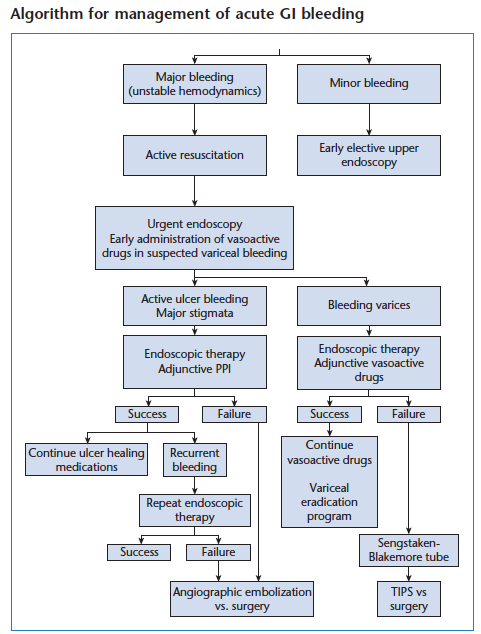 Algorithm for management of acute GI bleeding
Major bleeding
(unstable hemodynamics)
Minor bleeding
Active resuscitation
Early elective upper
endoscopy
Urgent endoscopy
Early administration of vasoactive
drugs in suspected variceal bleeding
Active ulcer bleeding
Major stigmata
Bleeding varices
Endoscopic therapy
Adjunctive PPI
Endoscopic therapy
Adjunctive vasoactive
drugs
Success
Failure
Success
Failure
Continue ulcer healing
medications
Recurrent
bleeding
Continue
vasoactive drugs
Variceal
eradication
program
Repeat endoscopic
therapy
Success
Failure
Sengstaken-
Blakemore tube
Angiographic embolization
vs. surgery
TIPS vs
surgery